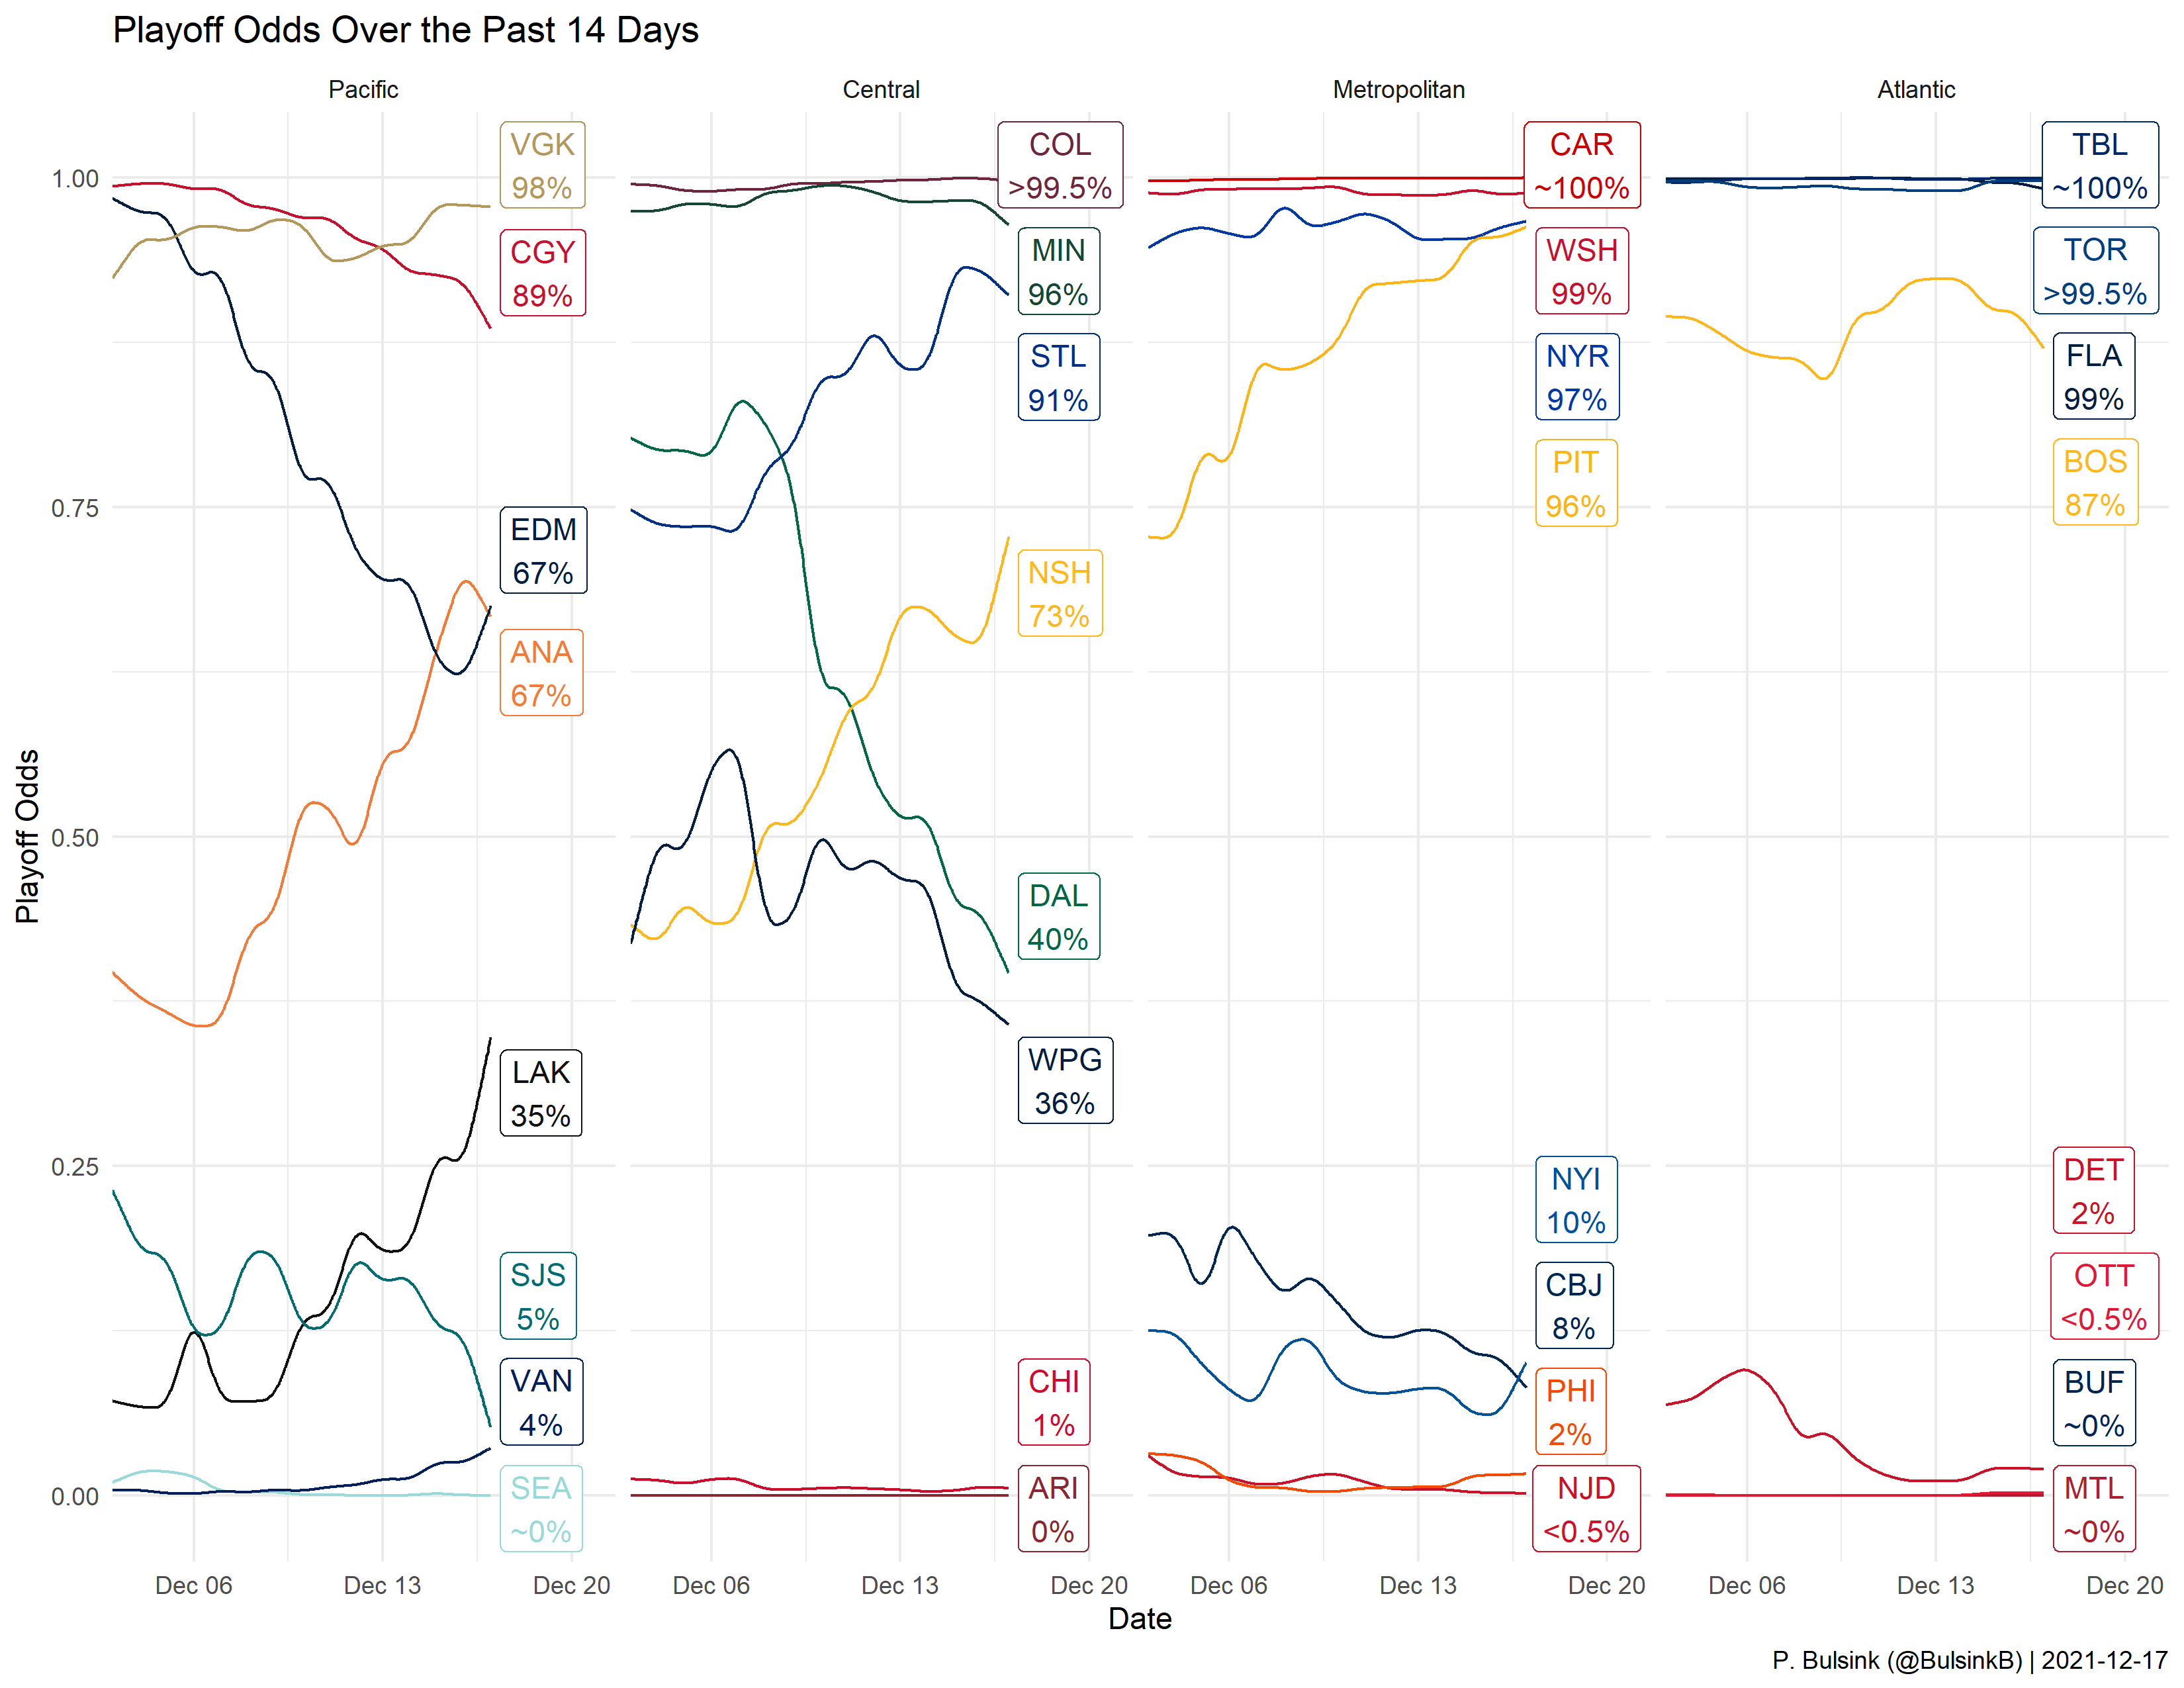 Playoff Odds Over the Past 14 Days
Pacific
Central
Metropolitan
Atlantic
Playoff Odds
1.00
0.75
0.50
0.25
0.00
VGK
98%
CGY
89%
EDM
67%
ANA
67%
LAK
35%
SJS
5%
VAN
4%
SEA
~0%
COL
>99.5%
MIN
96%
STL
91%
NSH
73%
DAL
40%
WPG
36%
CHI
1%
ARI
0%
CAR
~100%
WSH
99%
NYR
97%
PIT
96%
NYI
10%
CBJ
8%
PHI
2%
NJD
<0.5%
TBL
~100%
TOR
>99.5%
FLA
99%
BOS
87%
DET
2%
OTT
<0.5%
BUF
~0%
MTL
~0%
Dec 06 Dec 13 Dec 20
Dec 06 Dec 13 Dec 20
Dec 06 Dec 13 Dec 20
Dec 06 Dec 13 Dec 20
Date
P. Bulsink (@BulsinkB) | 2021-12-17